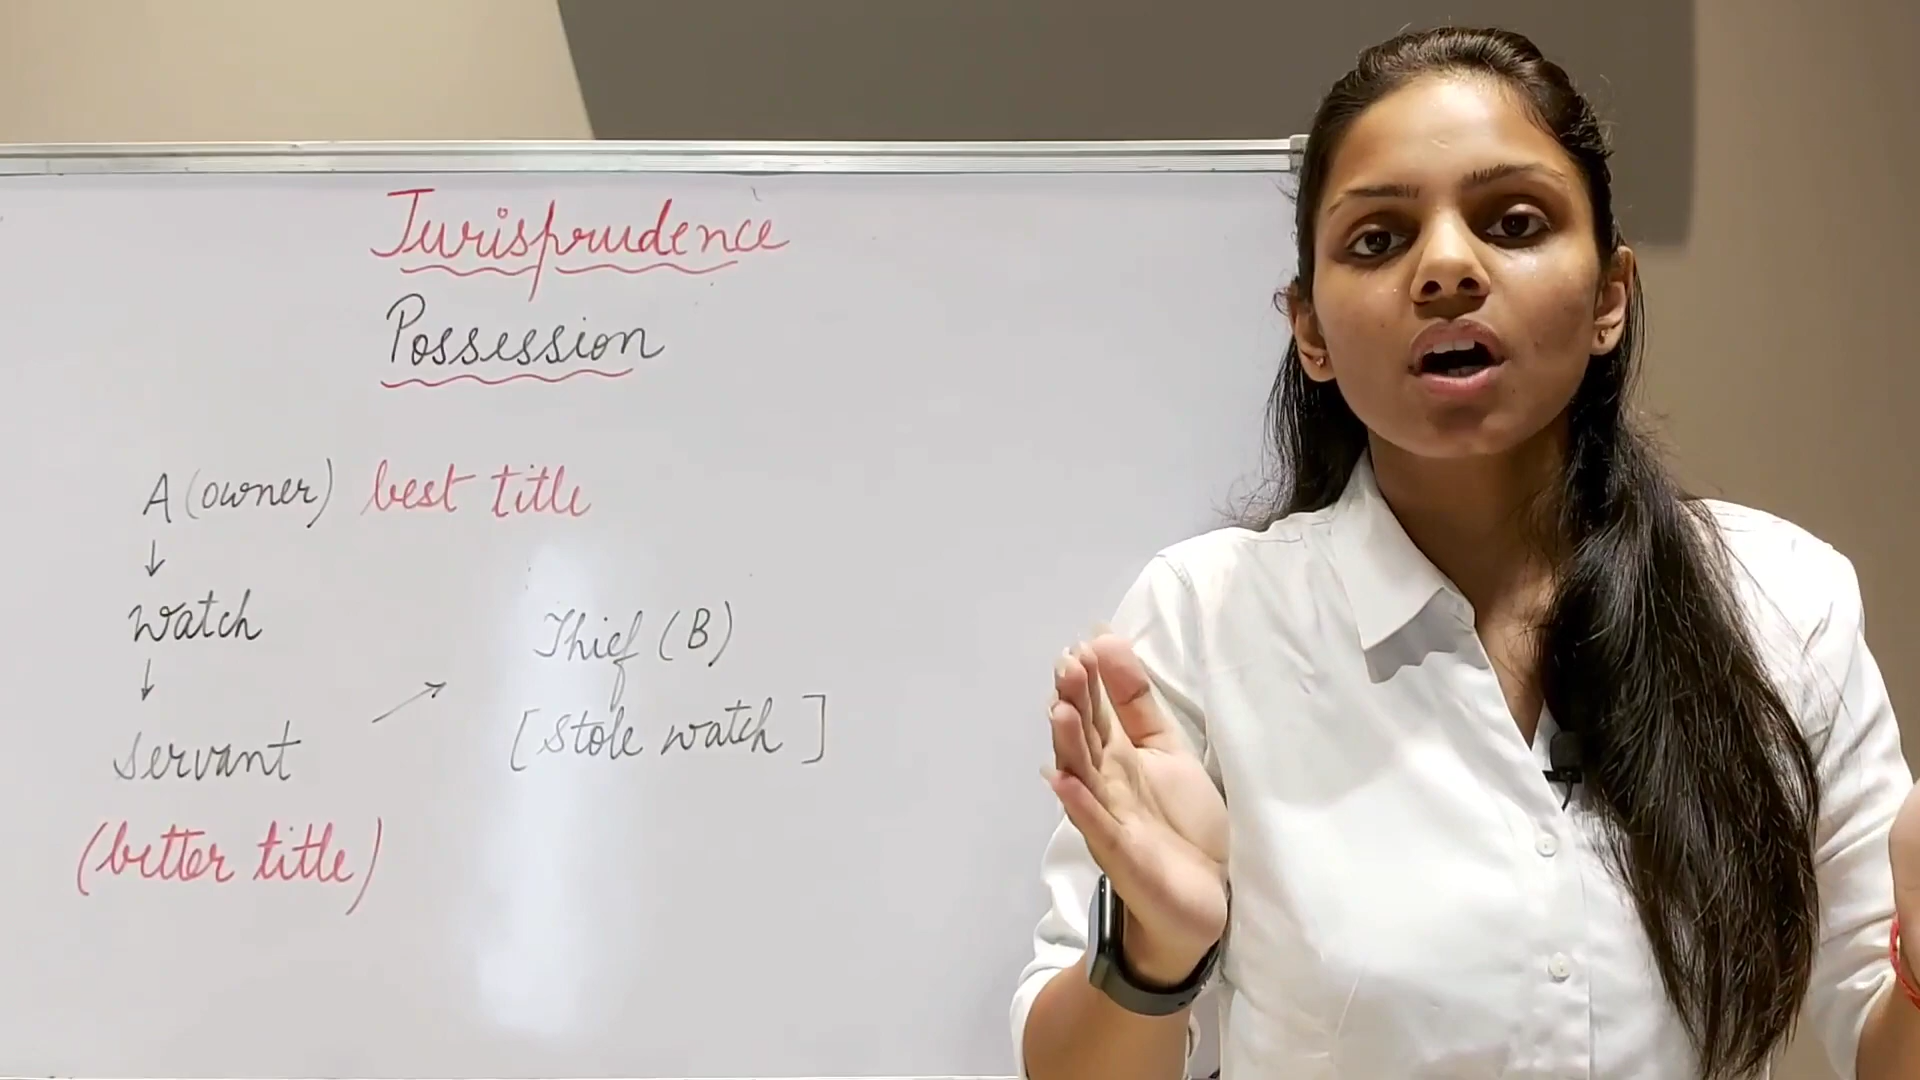 Jurisprudence
Possession
A (owner) best title
↓
Watch
↓
Servant → Thief (B)
[Stole watch]
(better title)